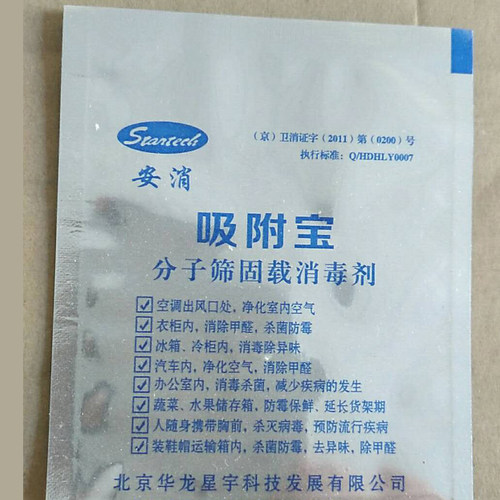 Startech
(京)卫消证字(2011)第(0200)号
执行标准:Q/HDHLY0007
安消
吸附宝
分子筛固载消毒剂
空调出风口处,净化室内空气
衣柜内,消除甲醛,杀菌防霉
冰箱、冷柜内,消毒除异味
汽车内,净化空气,消除甲醛
办公室内,消毒杀菌,减少疾病的发生
蔬菜、水果储存箱,防霉保鲜、延长货架期
人随身携带胸前,杀灭病毒,预防流行疾病
装鞋帽运输箱内,杀菌防霉,去异味,除甲醛
北京华龙星宇科技发展有限公司